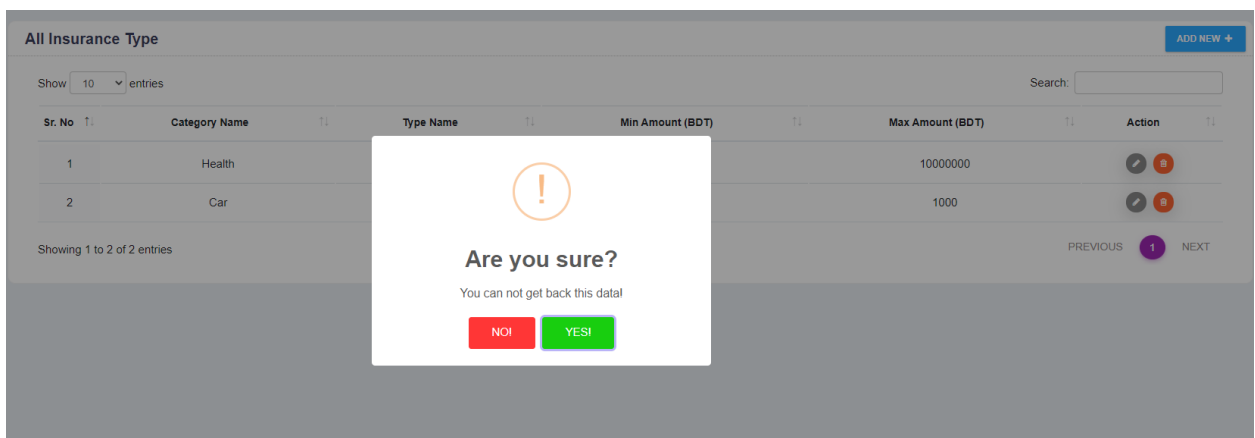 All Insurance Type
ADD NEW +
Show 10 entries
Search:
Sr. No Category Name Type Name Min Amount (BDT) Max Amount (BDT) Action
1 Health 10000000
2 Car 1000
Showing 1 to 2 of 2 entries
PREVIOUS 1 NEXT
!
Are you sure?
You can not get back this data!
NO! YES!